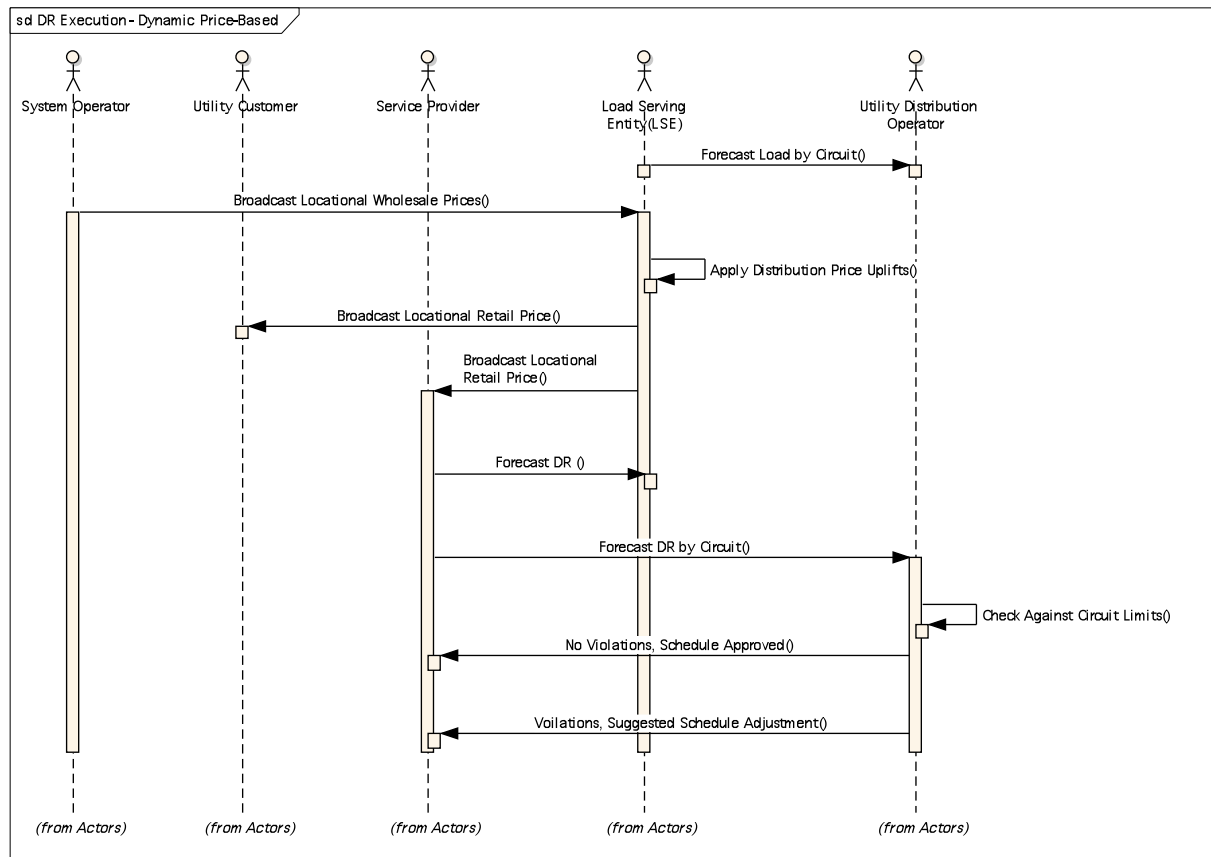 sd DR Execution - Dynamic Price-Based
System Operator
Utility Customer
Service Provider
Load Serving
Entity(LSE)
Utility Distribution
Operator
Forecast Load by Circuit()
Broadcast Locational Wholesale Prices()
Apply Distribution Price Uplifts()
Broadcast Locational Retail Price()
Broadcast Locational
Retail Price()
Forecast DR ()
Forecast DR by Circuit()
Check Against Circuit Limits()
No Violations, Schedule Approved()
Voilations, Suggested Schedule Adjustment()
(from Actors)
(from Actors)
(from Actors)
(from Actors)
(from Actors)